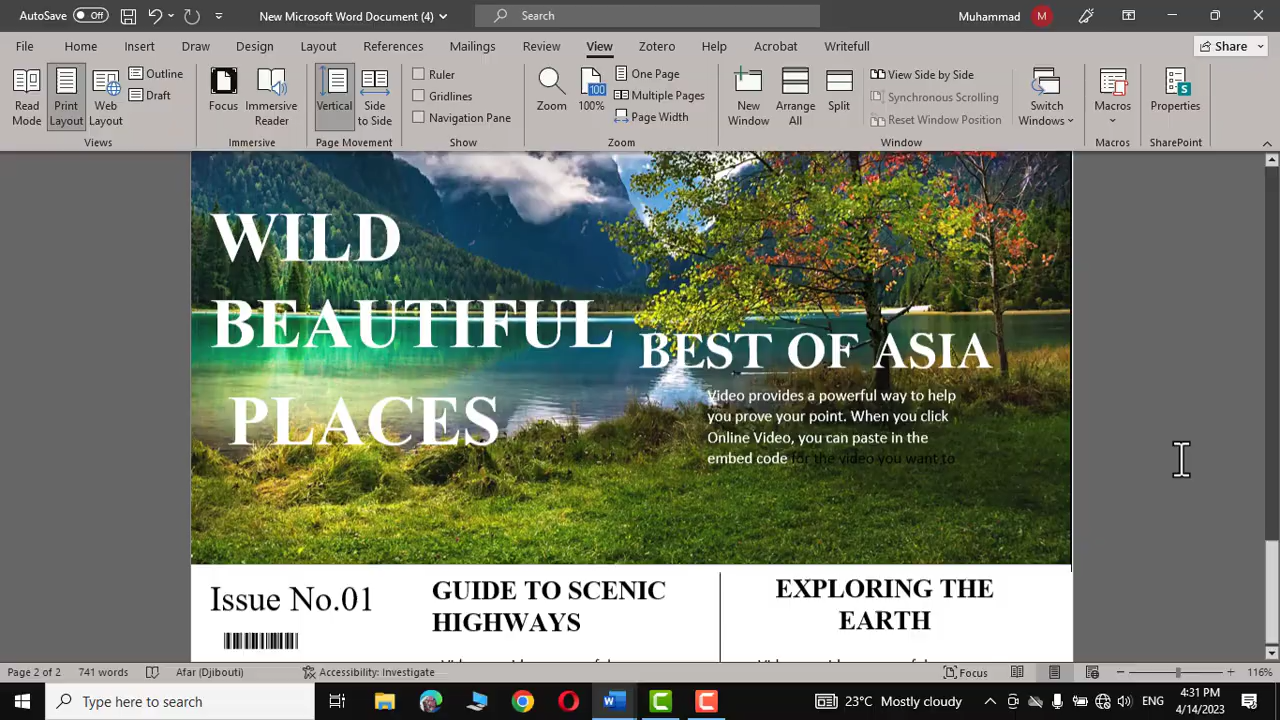 AutoSave Off New Microsoft Word Document (4) Search Muhammad M
File Home Insert Draw Design Layout References Mailings Review View Zotero Help Acrobat Writefull Share
Read Mode
Print Layout
Web Layout
Outline
Draft
Views
Focus
Immersive Reader
Immersive
Vertical
Side to Side
Page Movement
Ruler
Gridlines
Navigation Pane
Show
Zoom
100
100%
One Page
Multiple Pages
Page Width
Zoom
New Window
Arrange All
Split
View Side by Side
Synchronous Scrolling
Reset Window Position
Switch Windows
Window
Macros
Macros
Properties
SharePoint
WILD
BEAUTIFUL
PLACES
BEST OF ASIA
Video provides a powerful way to help
you prove your point. When you click
Online Video, you can paste in the
embed code for the video you want to
Issue No.01
GUIDE TO SCENIC
HIGHWAYS
EXPLORING THE
EARTH
Page 2 of 2 741 words Afar (Djibouti) Accessibility: Investigate Focus 116%
Type here to search 23°C Mostly cloudy ENG 4:31 PM
4/14/2023